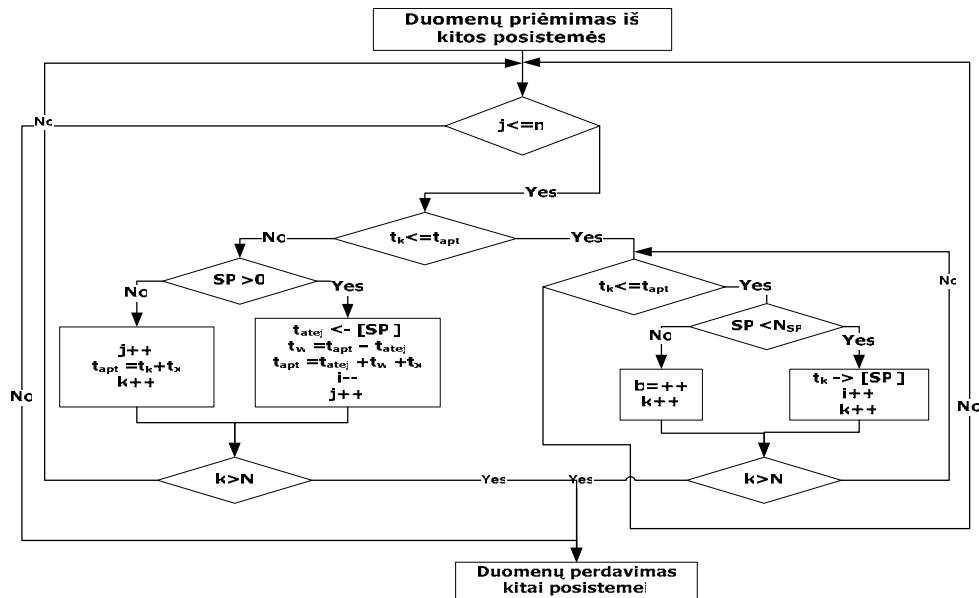 Duomenų priėmimas iš
kitos posistemės
j<=n
No
Yes
tk<=tapt
No
Yes
SP>0
No
Yes
tk<=tapt
Yes
No
SP<NSP
No
Yes
j++
tapt=tk+tx
k++
tatej <- [SP]
tw=tapt - tatej
tapt=tatej+tw+tx
i--
j++
b=++
k++
tk -> [SP]
i++
k++
No
No
k>N
Yes
Yes
k>N
Duomenų perdavimas
kitai posistemei